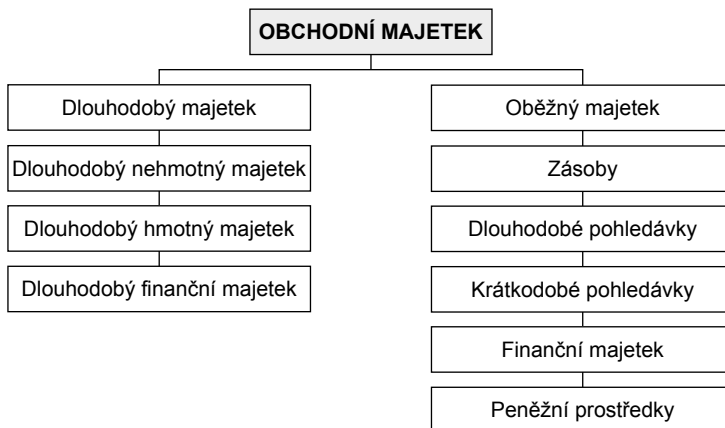 OBCHODNÍ MAJETEK
Dlouhodobý majetek
Dlouhodobý nehmotný majetek
Dlouhodobý hmotný majetek
Dlouhodobý finanční majetek
Oběžný majetek
Zásoby
Dlouhodobé pohledávky
Krátkodobé pohledávky
Finanční majetek
Peněžní prostředky